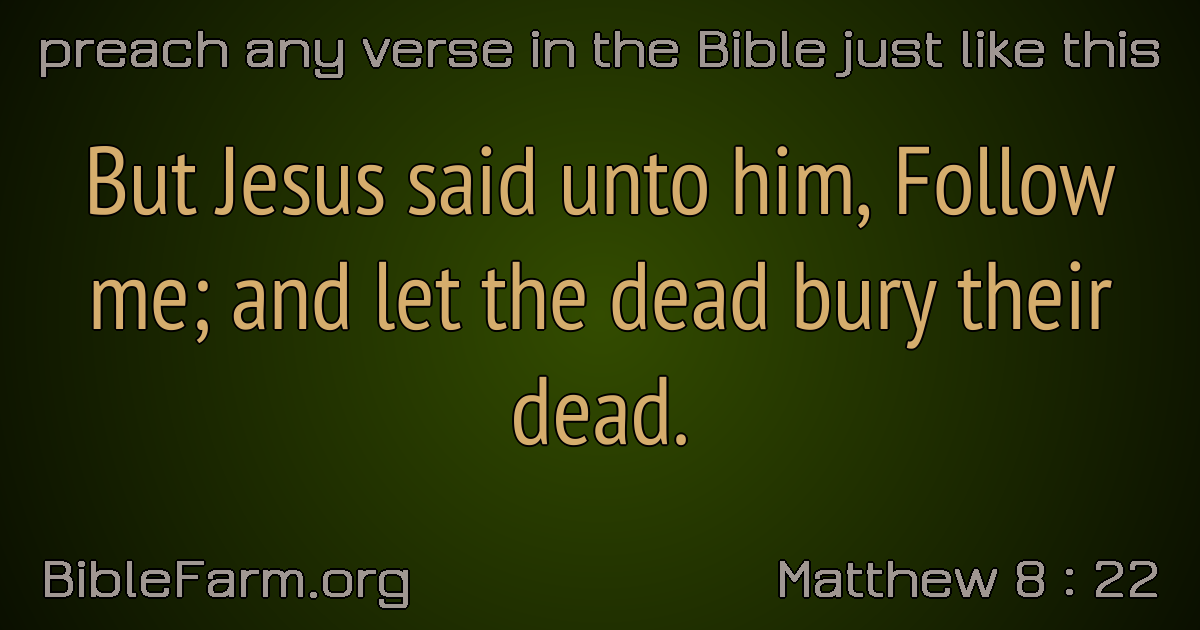 preach any verse in the Bible just like this
But Jesus said unto him, Follow
me; and let the dead bury their
dead.
BibleFarm.org
Matthew 8 : 22